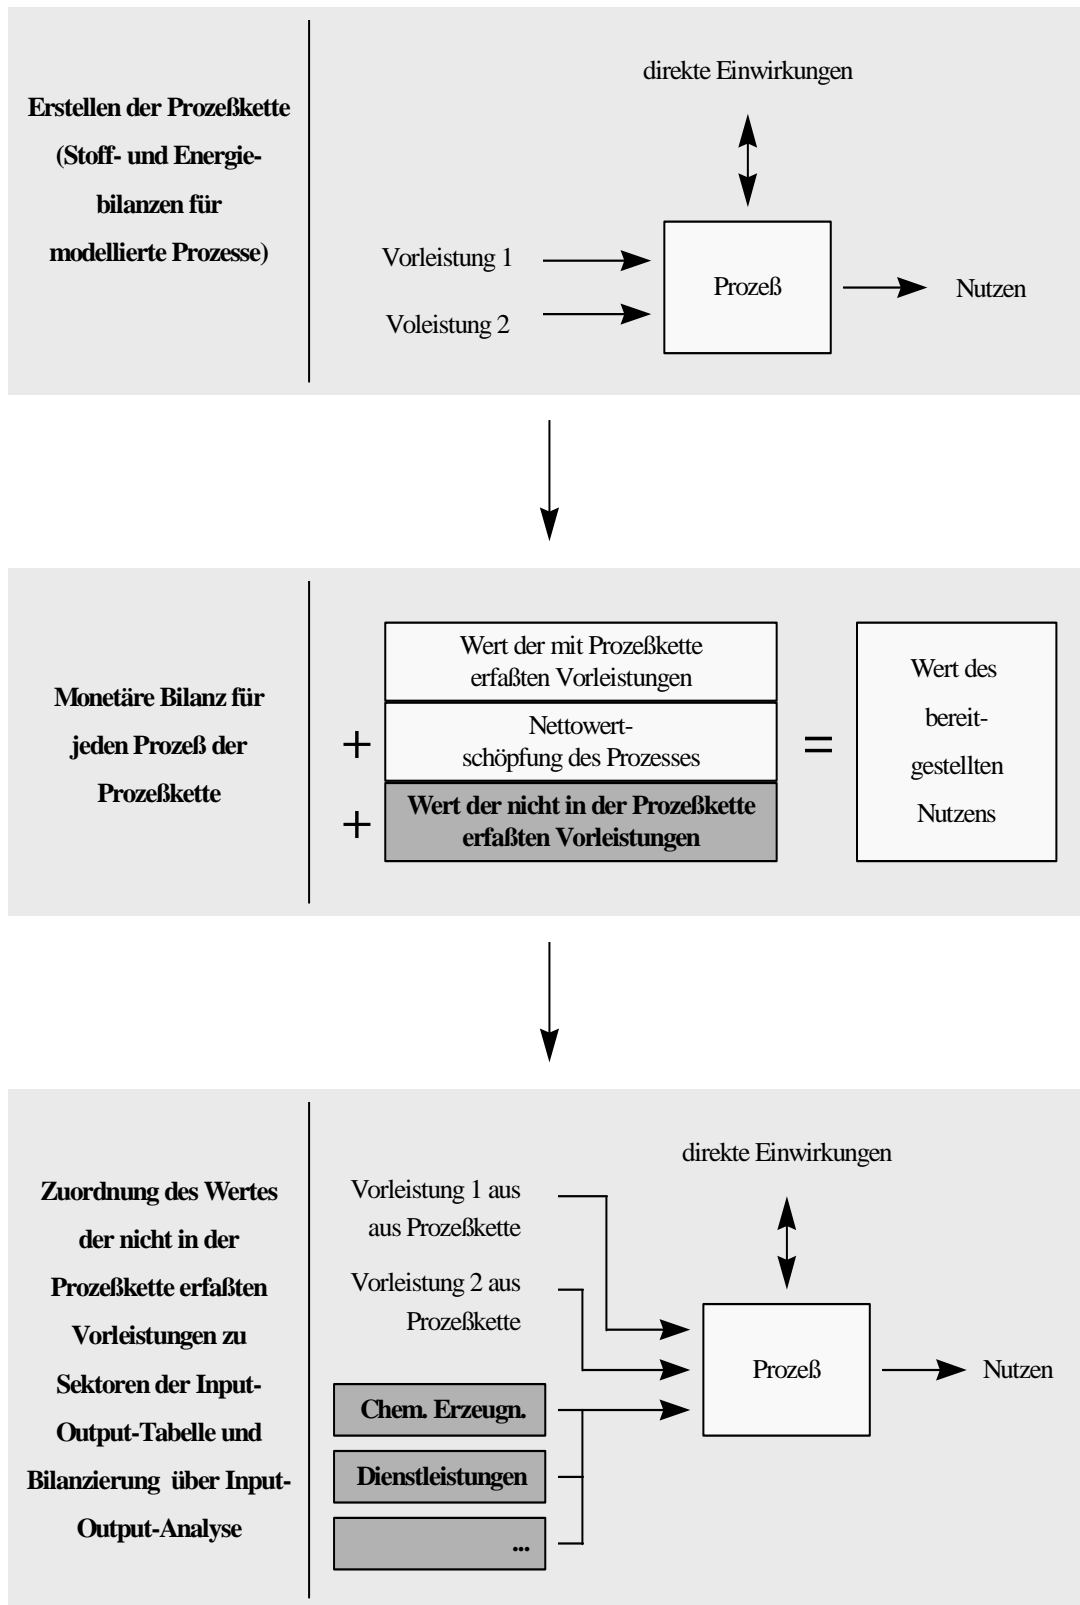 Erstellen der Prozeßkette
(Stoff- und Energie-
bilanzen für
modellierte Prozesse)
direkte Einwirkungen
Vorleistung 1
Voleistung 2
Prozeß
Nutzen
Monetäre Bilanz für
jeden Prozeß der
Prozeßkette
Wert der mit Prozeßkette
erfaßten Vorleistungen
+
Nettowert-
schöpfung des Prozesses
+
Wert der nicht in der Prozeßkette
erfaßten Vorleistungen
=
Wert des
bereit-
gestellten
Nutzens
Zuordnung des Wertes
der nicht in der
Prozeßkette erfaßten
Vorleistungen zu
Sektoren der Input-
Output-Tabelle und
Bilanzierung über Input-
Output-Analyse
direkte Einwirkungen
Vorleistung 1 aus
aus Prozeßkette
Vorleistung 2 aus
Prozeßkette
Chem. Erzeugn.
Dienstleistungen
...
Prozeß
Nutzen